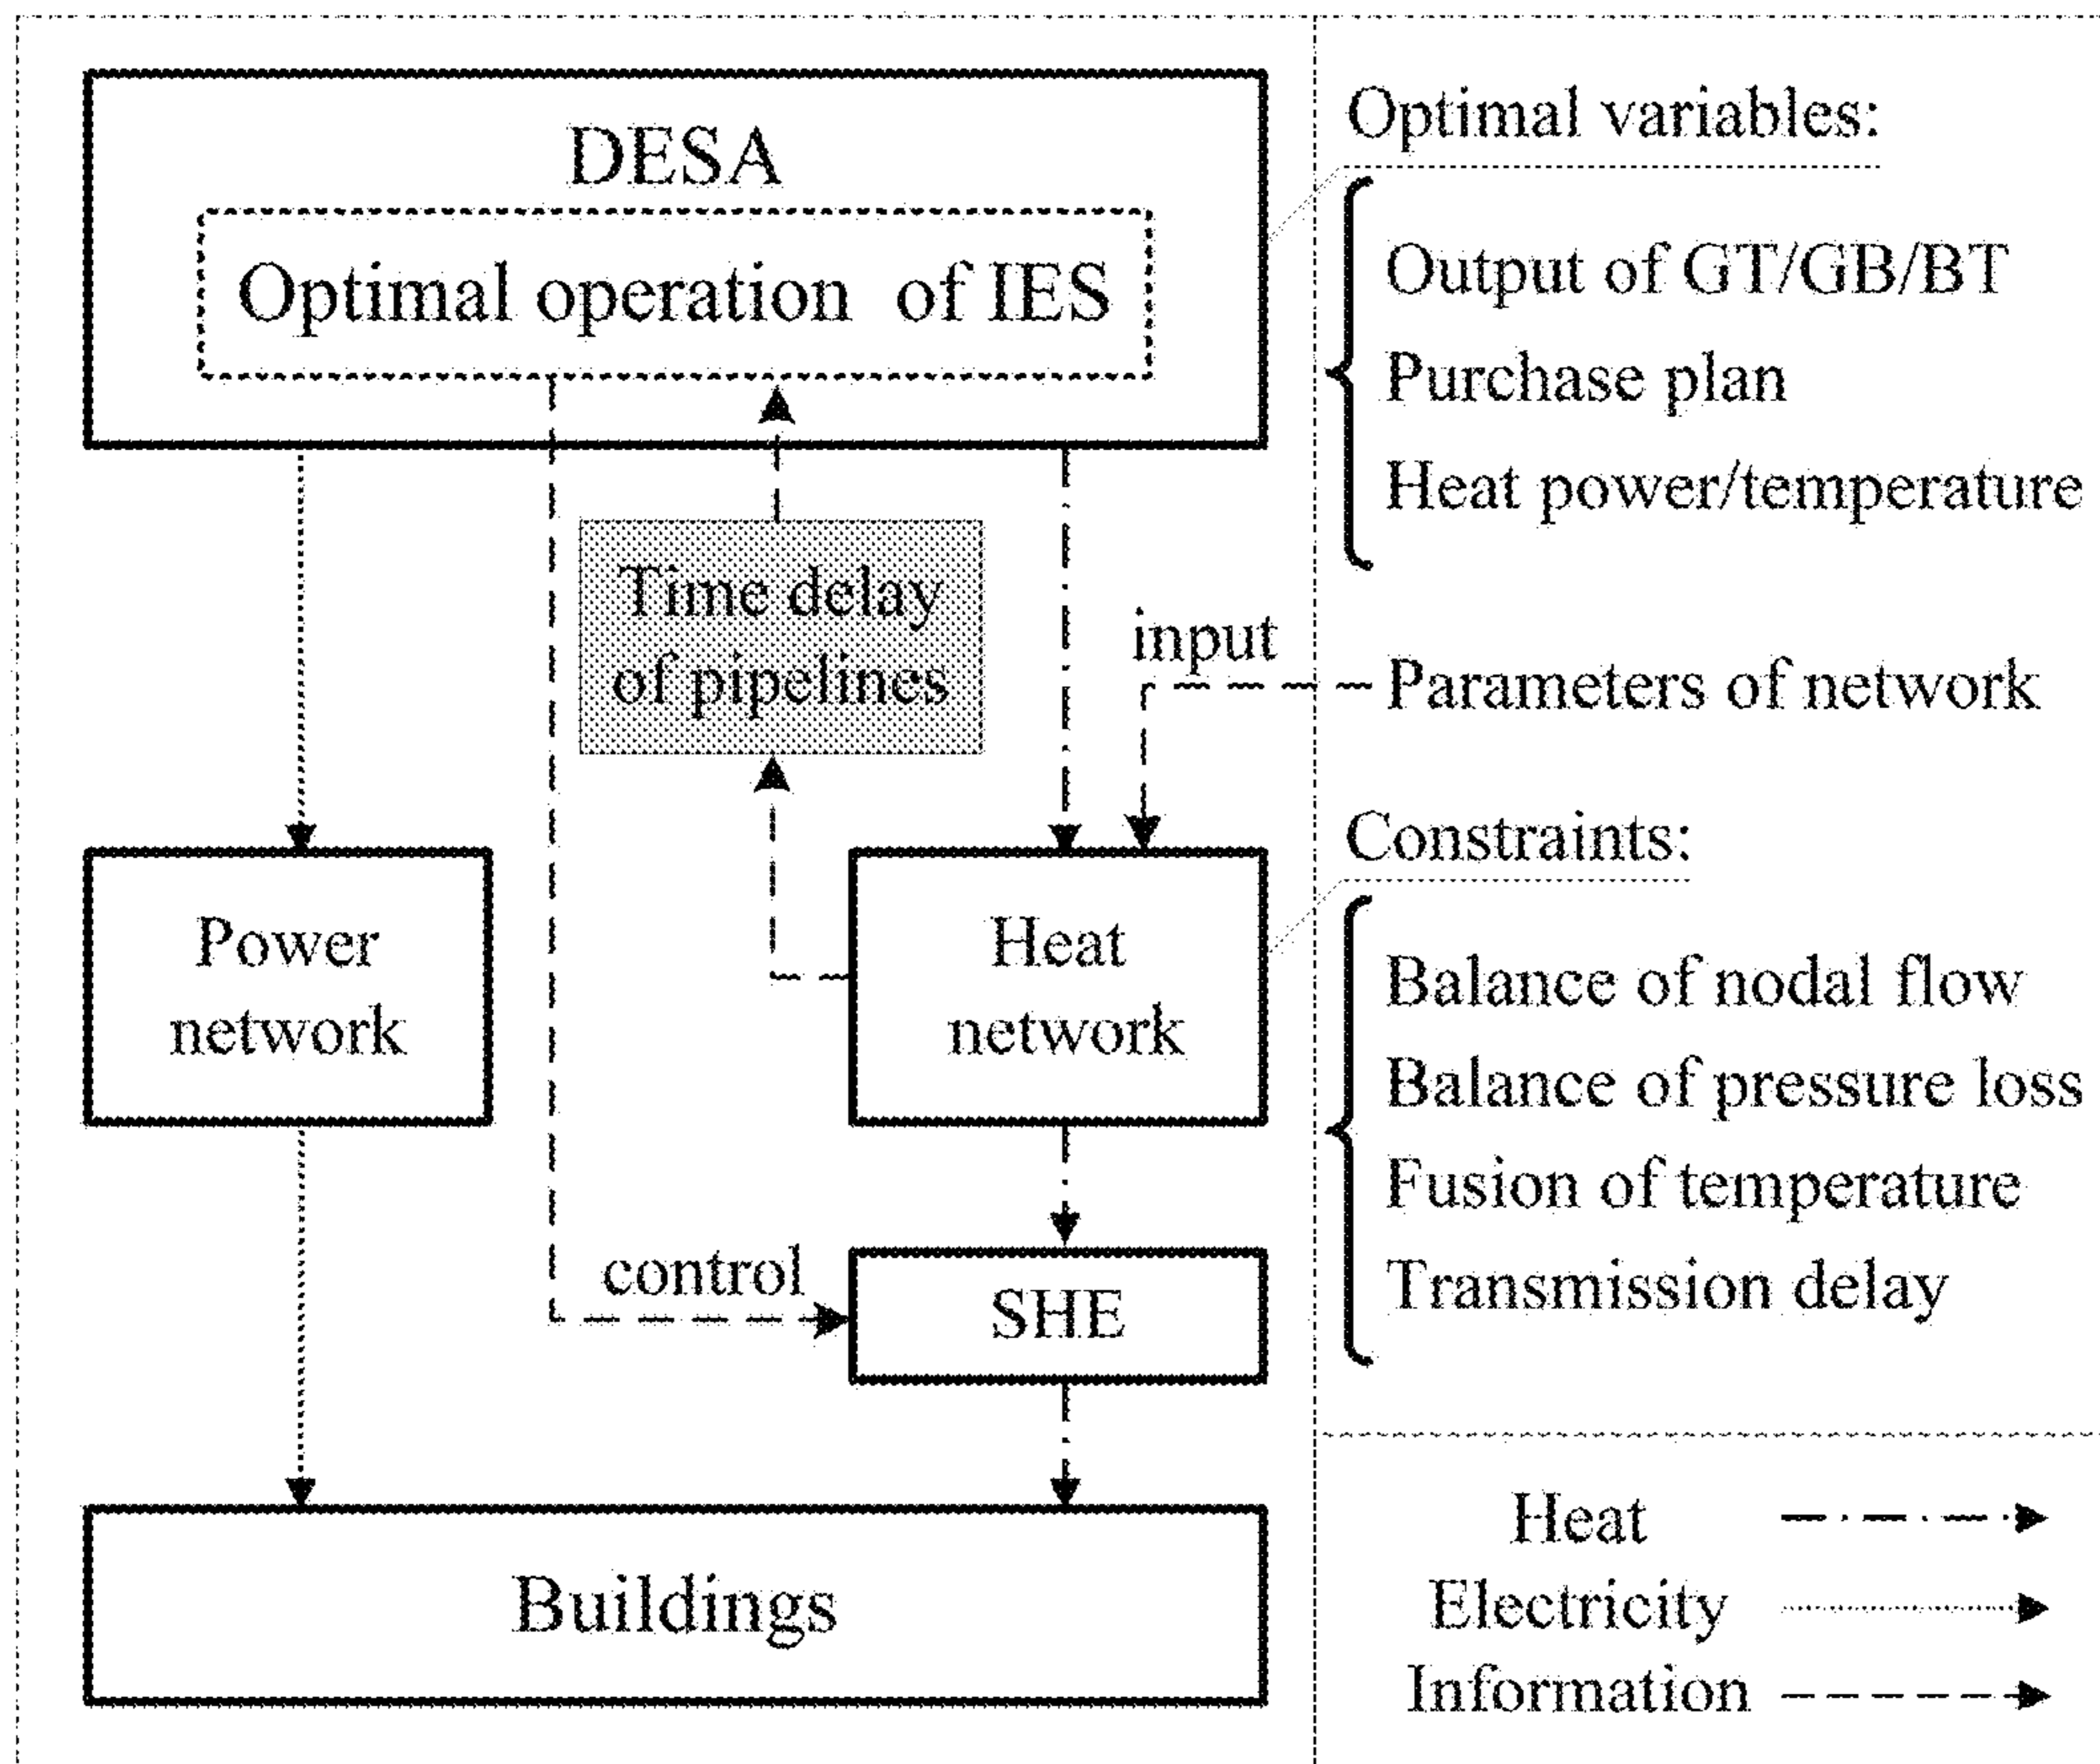 DESA
Optimal operation of IES
Time delay
of pipelines
input
Power
network
Heat
network
control
SHE
Buildings
Optimal variables:
Output of GT/GB/BT
Purchase plan
Heat power/temperature
Parameters of network
Constraints:
Balance of nodal flow
Balance of pressure loss
Fusion of temperature
Transmission delay
Heat
Electricity
Information